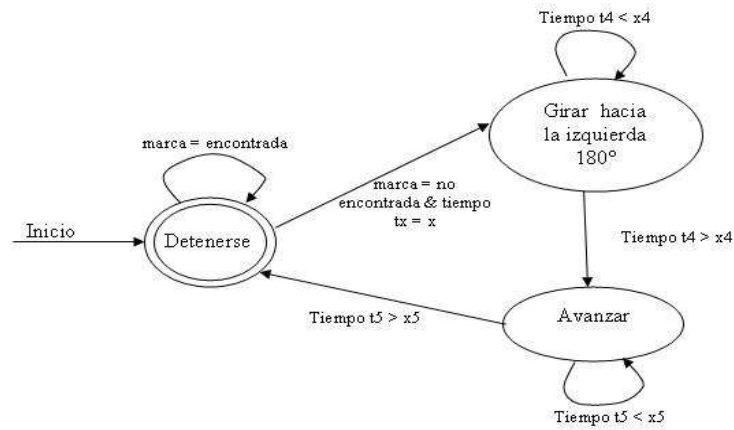 Tiempo t4 < x4
Girar hacia
la izquierda
180°
marca = encontrada
marca = no
encontrada & tiempo
tx = x
Inicio
Detenerse
Tiempo t4 > x4
Tiempo t5 > x5
Avanzar
Tiempo t5 < x5